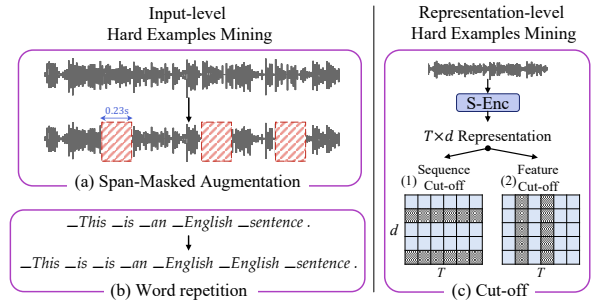 Input-level
Hard Examples Mining
0.23s
(a) Span-Masked Augmentation
_This _is _an _English _sentence .
_This _is _is _an _English _English _sentence .
(b) Word repetition
Representation-level
Hard Examples Mining
S-Enc
T×d Representation
(1) Sequence Cut-off
(2) Feature Cut-off
d
T
T
(c) Cut-off